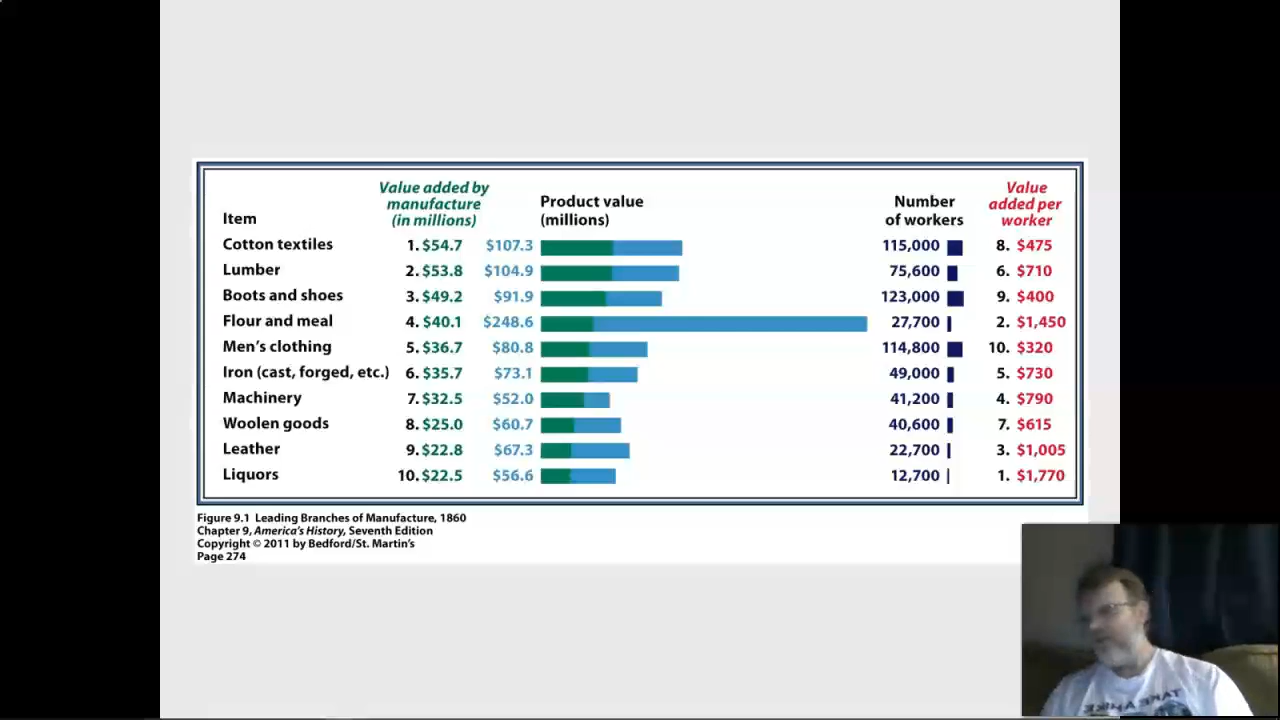 Item Value added by manufacture (in millions) Product value (millions) Number of workers Value added per worker
Cotton textiles 1. $54.7 $107.3 115,000 8. $475
Lumber 2. $53.8 $104.9 75,600 6. $710
Boots and shoes 3. $49.2 $91.9 123,000 9. $400
Flour and meal 4. $40.1 $248.6 27,700 2. $1,450
Men's clothing 5. $36.7 $80.8 114,800 10. $320
Iron (cast, forged, etc.) 6. $35.7 $73.1 49,000 5. $730
Machinery 7. $32.5 $52.0 41,200 4. $790
Woolen goods 8. $25.0 $60.7 40,600 7. $615
Leather 9. $22.8 $67.3 22,700 3. $1,005
Liquors 10. $22.5 $56.6 12,700 1. $1,770
Figure 9.1 Leading Branches of Manufacture, 1860
Chapter 9, America's History, Seventh Edition
Copyright © 2011 by Bedford/St. Martin's
Page 274
TAKE A HIKE